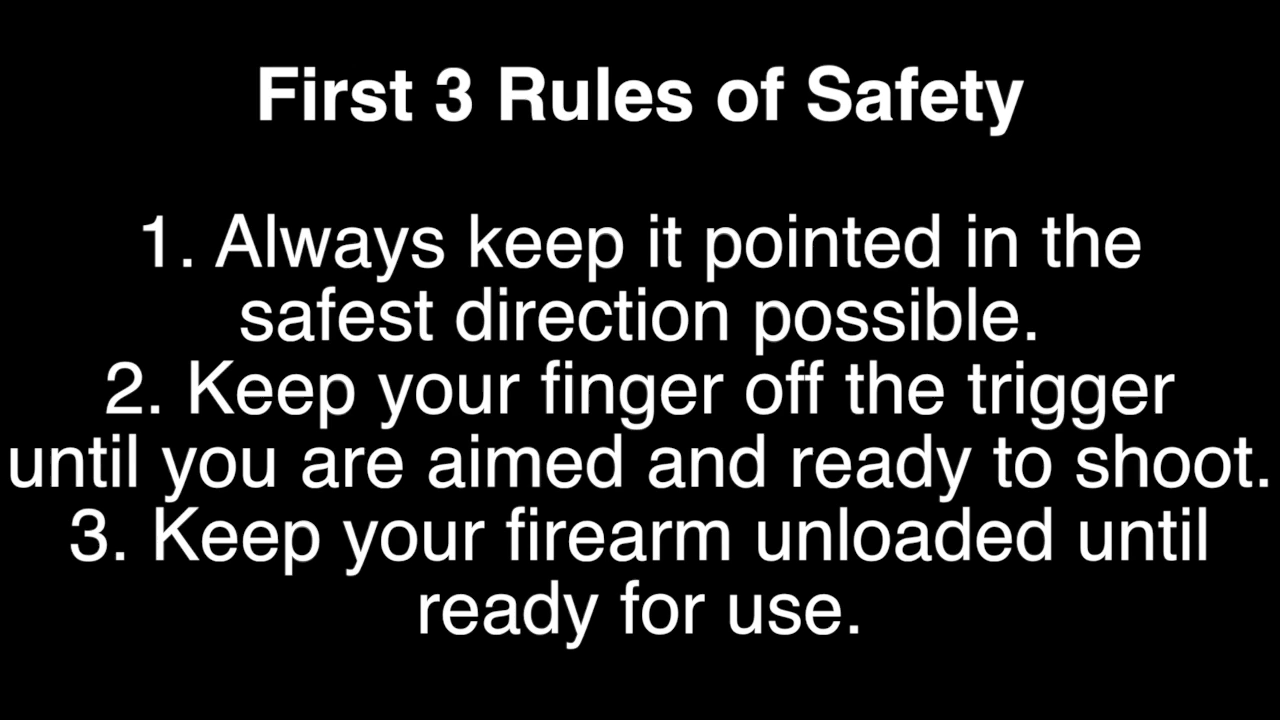 First 3 Rules of Safety
1. Always keep it pointed in the
safest direction possible.
2. Keep your finger off the trigger
until you are aimed and ready to shoot.
3. Keep your firearm unloaded until
ready for use.